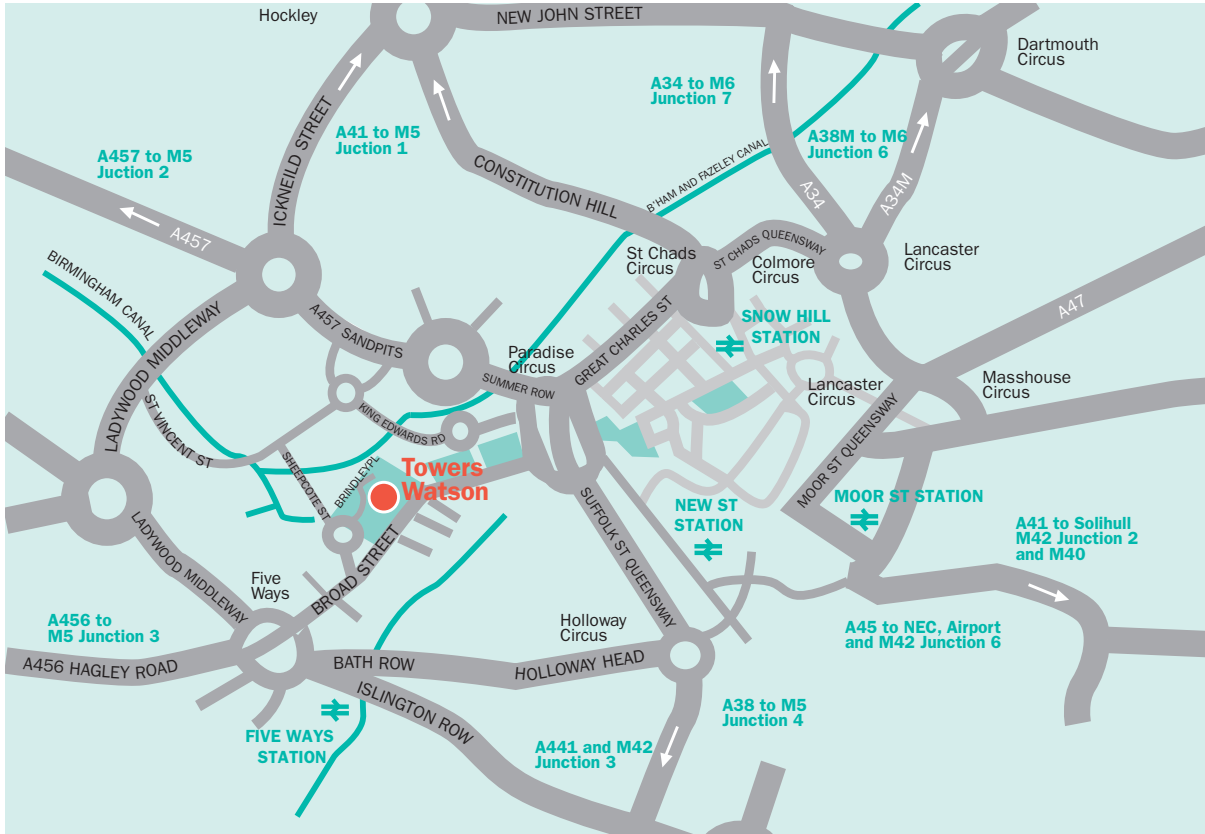 Hockley
NEW JOHN STREET
Dartmouth
Circus
A34 to M6
Junction 7
A41 to M5
Juction 1
A38M to M6
Junction 6
A457 to M5
Juction 2
ICKNEILD STREET
CONSTITUTION HILL
B'HAM AND FAZELEY CANAL
A34
A34M
A457
BIRMINGHAM CANAL
St Chads
Circus
ST CHADS QUEENSWAY
Colmore
Circus
Lancaster
Circus
A47
LADYWOOD MIDDLEWAY
A457 SANDPITS
SNOW HILL
STATION
GREAT CHARLES ST
Paradise
Circus
SUMMER ROW
Lancaster
Circus
Masshouse
Circus
ST VINCENT ST
KING EDWARDS RD
SHEEPCOTE ST
BRINDLEYPL
Towers
Watson
MOOR ST QUEENSWAY
MOOR ST STATION
NEW ST
STATION
SUFFOLK ST QUEENSWAY
A41 to Solihull
M42 Junction 2
and M40
LADYWOOD MIDDLEWAY
BROAD STREET
Five
Ways
A456 to
M5 Junction 3
Holloway
Circus
A45 to NEC, Airport
and M42 Junction 6
A456 HAGLEY ROAD
BATH ROW
HOLLOWAY HEAD
ISLINGTON ROW
A38 to M5
Junction 4
FIVE WAYS
STATION
A441 and M42
Junction 3